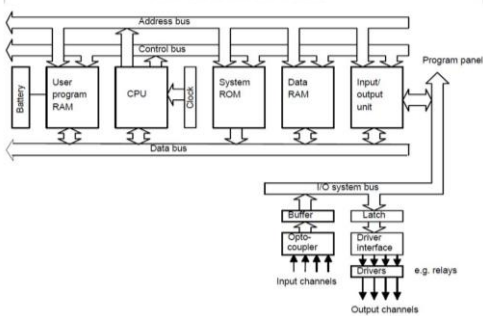 Address bus
Control bus
Program panel
Battery
User
program
RAM
CPU
Clock
System
ROM
Data
RAM
Input/
output
unit
Data bus
I/O system bus
Buffer
Latch
Opto-
coupler
Driver
interface
Drivers
e.g. relays
Input channels
Output channels